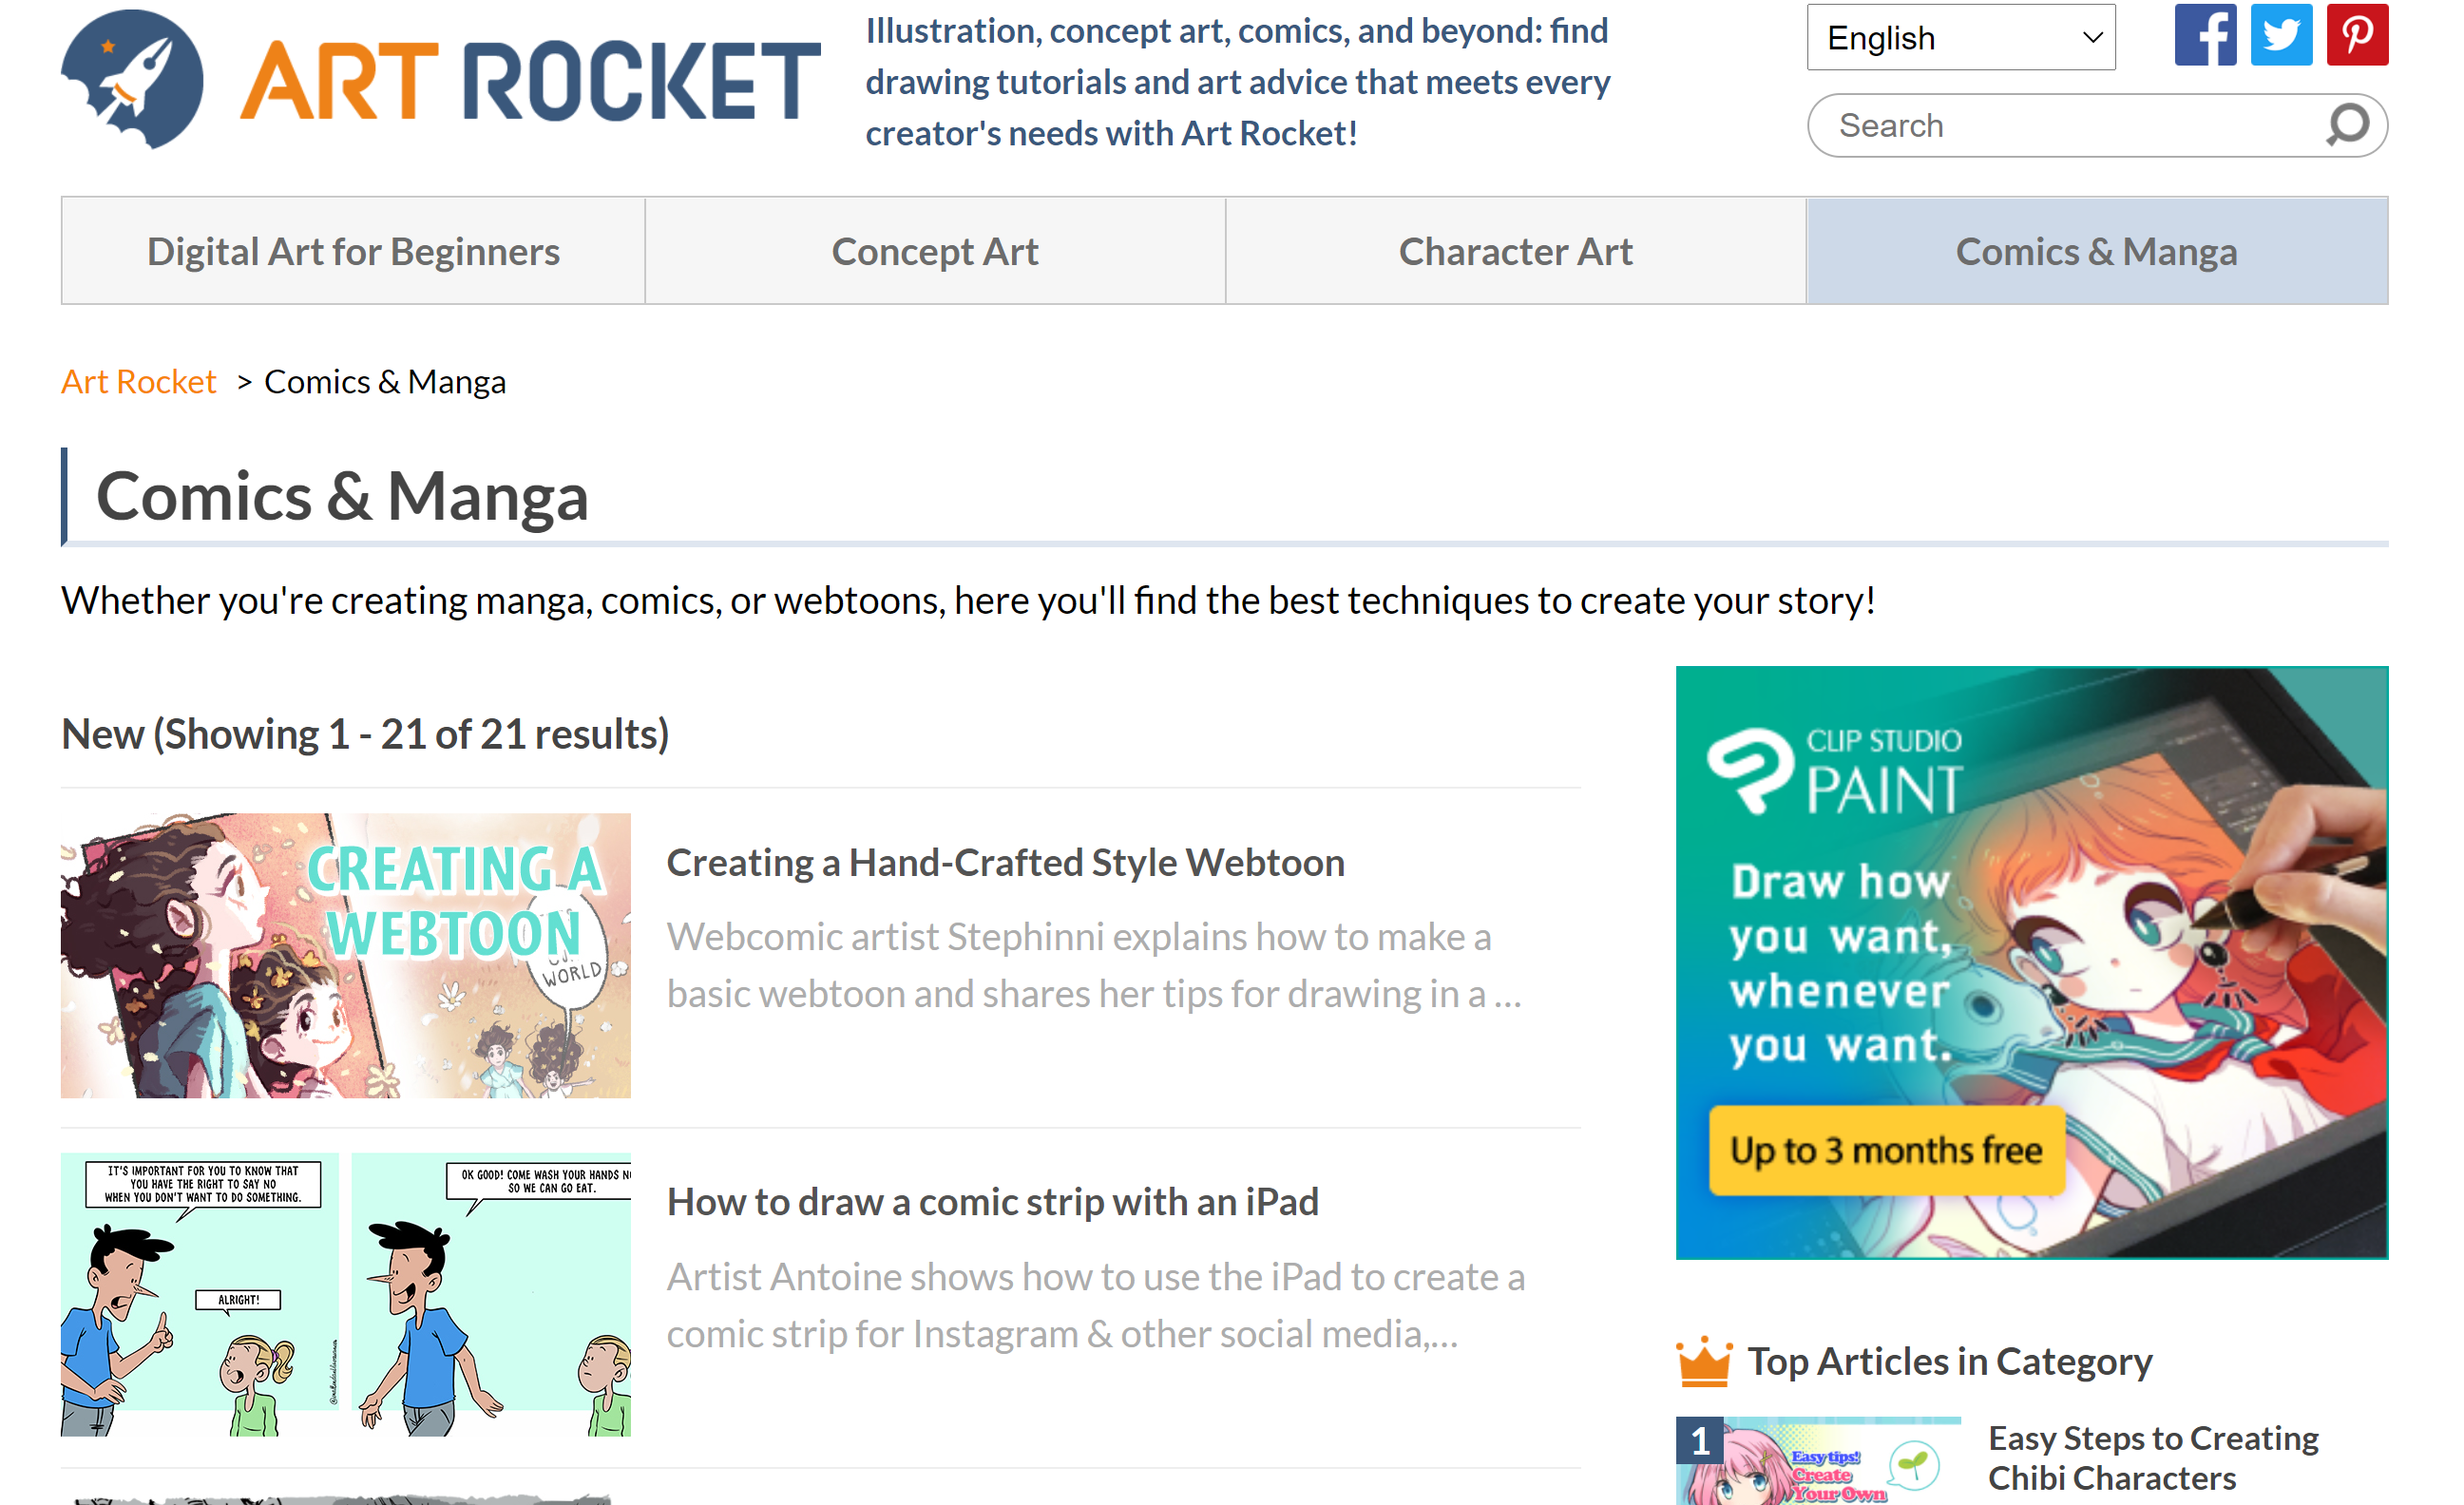 ART ROCKET
Illustration, concept art, comics, and beyond: find
drawing tutorials and art advice that meets every
creator's needs with Art Rocket!
English
Search
Digital Art for Beginners
Concept Art
Character Art
Comics & Manga
Art Rocket > Comics & Manga
Comics & Manga
Whether you're creating manga, comics, or webtoons, here you'll find the best techniques to create your story!
New (Showing 1 - 21 of 21 results)
CREATING A
WEBTOON
WORLD
Creating a Hand-Crafted Style Webtoon
Webcomic artist Stephinni explains how to make a
basic webtoon and shares her tips for drawing in a ...
IT'S IMPORTANT FOR YOU TO KNOW THAT
YOU HAVE THE RIGHT TO SAY NO
WHEN YOU DON'T WANT TO DO SOMETHING.
ALRIGHT!
OK GOOD! COME WASH YOUR HANDS
SO WE CAN GO EAT.
How to draw a comic strip with an iPad
Artist Antoine shows how to use the iPad to create a
comic strip for Instagram & other social media,...
CLIP STUDIO
PAINT
Draw how
you want,
whenever
you want.
Up to 3 months free
Top Articles in Category
1
Easy tips!
Create
Your Own
Easy Steps to Creating
Chibi Characters